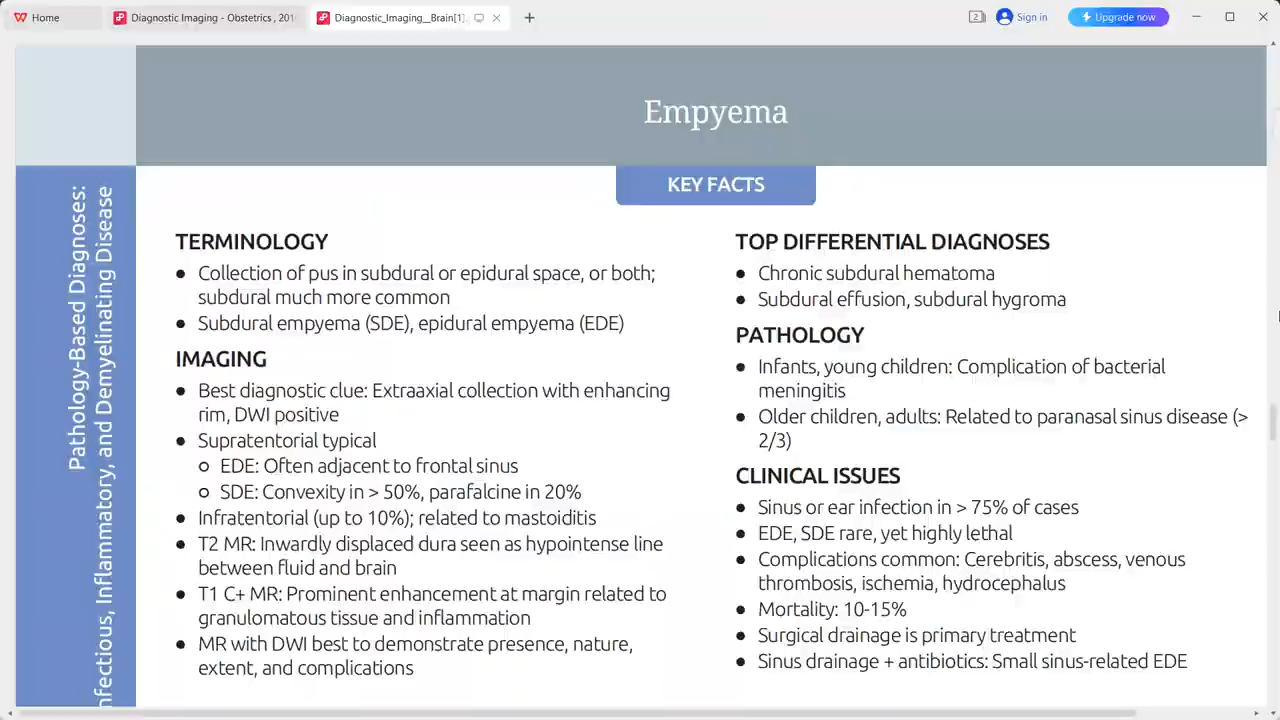 Home
Diagnostic Imaging - Obstetrics , 201
Diagnostic_Imaging__Brain[1].
2
Sign in
Upgrade now
Empyema
KEY FACTS
Pathology-Based Diagnoses:
nfectious, Inflammatory, and Demyelinating Disease
TERMINOLOGY
• Collection of pus in subdural or epidural space, or both;
subdural much more common
• Subdural empyema (SDE), epidural empyema (EDE)
IMAGING
• Best diagnostic clue: Extraaxial collection with enhancing
rim, DWI positive
• Supratentorial typical
o EDE: Often adjacent to frontal sinus
o SDE: Convexity in > 50%, parafalcine in 20%
• Infratentorial (up to 10%); related to mastoiditis
• T2 MR: Inwardly displaced dura seen as hypointense line
between fluid and brain
• T1 C+ MR: Prominent enhancement at margin related to
granulomatous tissue and inflammation
• MR with DWI best to demonstrate presence, nature,
extent, and complications
TOP DIFFERENTIAL DIAGNOSES
• Chronic subdural hematoma
• Subdural effusion, subdural hygroma
PATHOLOGY
• Infants, young children: Complication of bacterial
meningitis
• Older children, adults: Related to paranasal sinus disease (>
2/3)
CLINICAL ISSUES
• Sinus or ear infection in > 75% of cases
• EDE, SDE rare, yet highly lethal
• Complications common: Cerebritis, abscess, venous
thrombosis, ischemia, hydrocephalus
• Mortality: 10-15%
• Surgical drainage is primary treatment
• Sinus drainage + antibiotics: Small sinus-related EDE